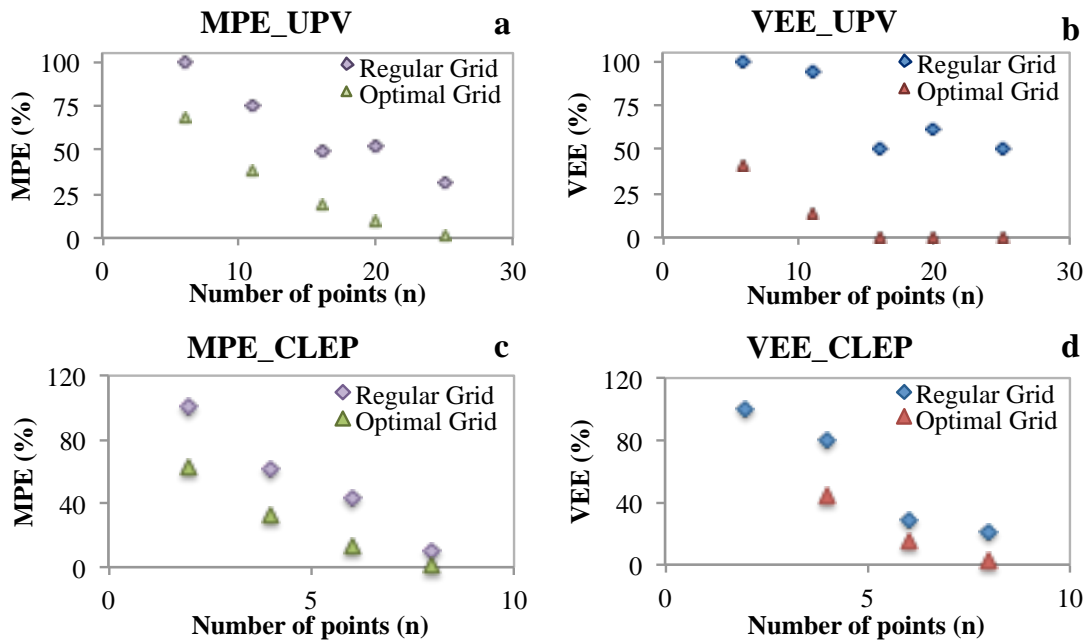 MPE_UPV
a
MPE (%)
100
75
50
25
0
Regular Grid
Optimal Grid
0
10
20
30
Number of points (n)
VEE_UPV
b
VEE (%)
100
75
50
25
0
Regular Grid
Optimal Grid
0
10
20
30
Number of points (n)
MPE_CLEP
c
MPE (%)
120
80
40
0
Regular Grid
Optimal Grid
0
5
10
Number of points (n)
VEE_CLEP
d
VEE (%)
120
80
40
0
Regular Grid
Optimal Grid
0
5
10
Number of points (n)